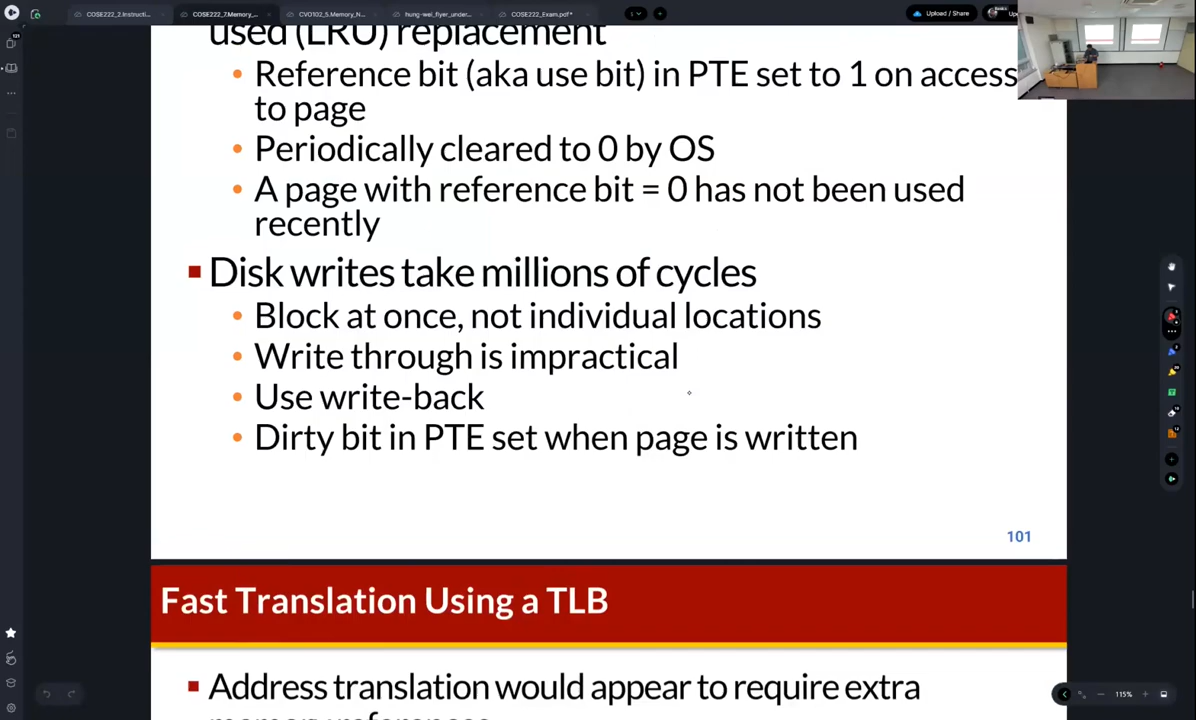 COSE222_2.Instructi...
COSE222_7.Memory_...
CVO102_5.Memory_N...
hung-wei_flyer_under...
COSE222_Exam.pdf*
1
Upload / Share
used (LRU) replacement
Reference bit (aka use bit) in PTE set to 1 on access
to page
Periodically cleared to 0 by OS
A page with reference bit = 0 has not been used
recently
Disk writes take millions of cycles
Block at once, not individual locations
Write through is impractical
Use write-back
Dirty bit in PTE set when page is written
101
Fast Translation Using a TLB
Address translation would appear to require extra
memory references
115%